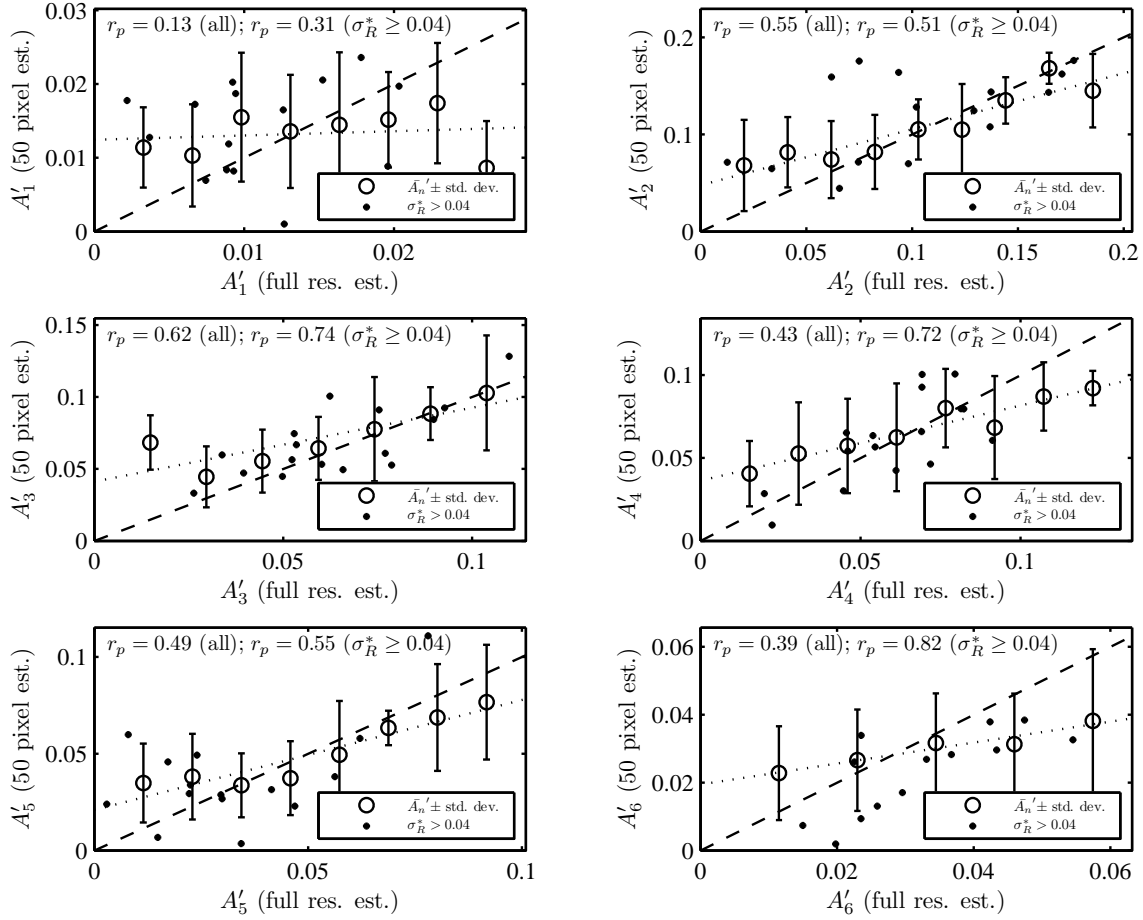 r_p = 0.13 (all); r_p = 0.31 (σ*_R ≥ 0.04)
0.03
0.02
0.01
0
0.01
0.02
A′_1 (50 pixel est.)
A′_1 (full res. est.)
Ā_n′ ± std. dev.
σ*_R > 0.04
r_p = 0.55 (all); r_p = 0.51 (σ*_R ≥ 0.04)
0.2
0.1
0
0
0.05
0.1
0.15
0.2
A′_2 (50 pixel est.)
A′_2 (full res. est.)
Ā_n′ ± std. dev.
σ*_R > 0.04
r_p = 0.62 (all); r_p = 0.74 (σ*_R ≥ 0.04)
0.15
0.1
0.05
0
0
0.05
0.1
A′_3 (50 pixel est.)
A′_3 (full res. est.)
Ā_n′ ± std. dev.
σ*_R > 0.04
r_p = 0.43 (all); r_p = 0.72 (σ*_R ≥ 0.04)
0.1
0.05
0
0
0.05
0.1
A′_4 (50 pixel est.)
A′_4 (full res. est.)
Ā_n′ ± std. dev.
σ*_R > 0.04
r_p = 0.49 (all); r_p = 0.55 (σ*_R ≥ 0.04)
0.1
0.05
0
0
0.05
0.1
A′_5 (50 pixel est.)
A′_5 (full res. est.)
Ā_n′ ± std. dev.
σ*_R > 0.04
r_p = 0.39 (all); r_p = 0.82 (σ*_R ≥ 0.04)
0.06
0.04
0.02
0
0
0.02
0.04
0.06
A′_6 (50 pixel est.)
A′_6 (full res. est.)
Ā_n′ ± std. dev.
σ*_R > 0.04